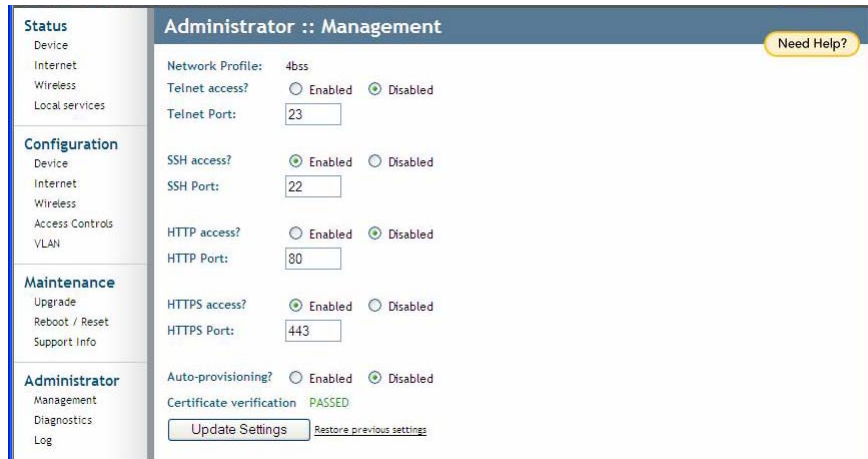 Status
Device
Internet
Wireless
Local services
Configuration
Device
Internet
Wireless
Access Controls
VLAN
Maintenance
Upgrade
Reboot / Reset
Support Info
Administrator
Management
Diagnostics
Log
Administrator :: Management
Need Help?
Network Profile: 4bss
Telnet access? Enabled Disabled
Telnet Port: 23
SSH access? Enabled Disabled
SSH Port: 22
HTTP access? Enabled Disabled
HTTP Port: 80
HTTPS access? Enabled Disabled
HTTPS Port: 443
Auto-provisioning? Enabled Disabled
Certificate verification PASSED
Update Settings Restore previous settings